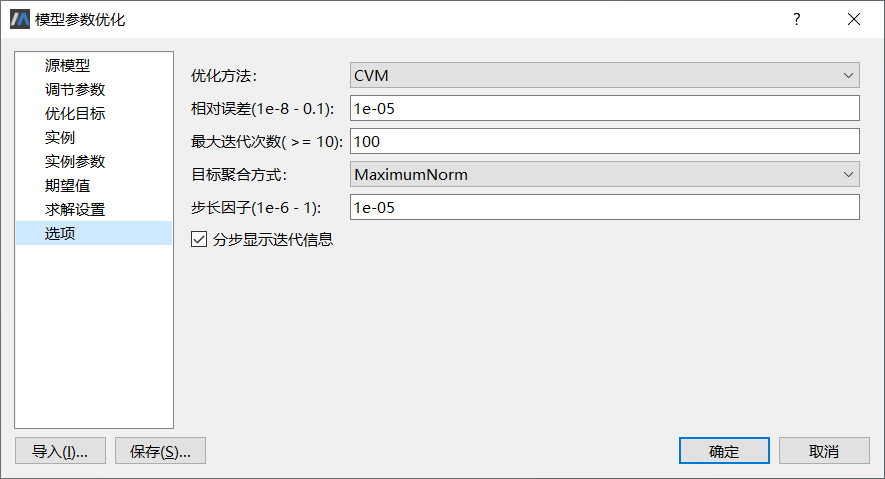 模型参数优化
?
源模型
调节参数
优化目标
实例
实例参数
期望值
求解设置
选项
优化方法: CVM
相对误差(1e-8 - 0.1): 1e-05
最大迭代次数( >= 10): 100
目标聚合方式: MaximumNorm
步长因子(1e-6 - 1): 1e-05
分步显示迭代信息
导入(I)... 保存(S)... 确定 取消